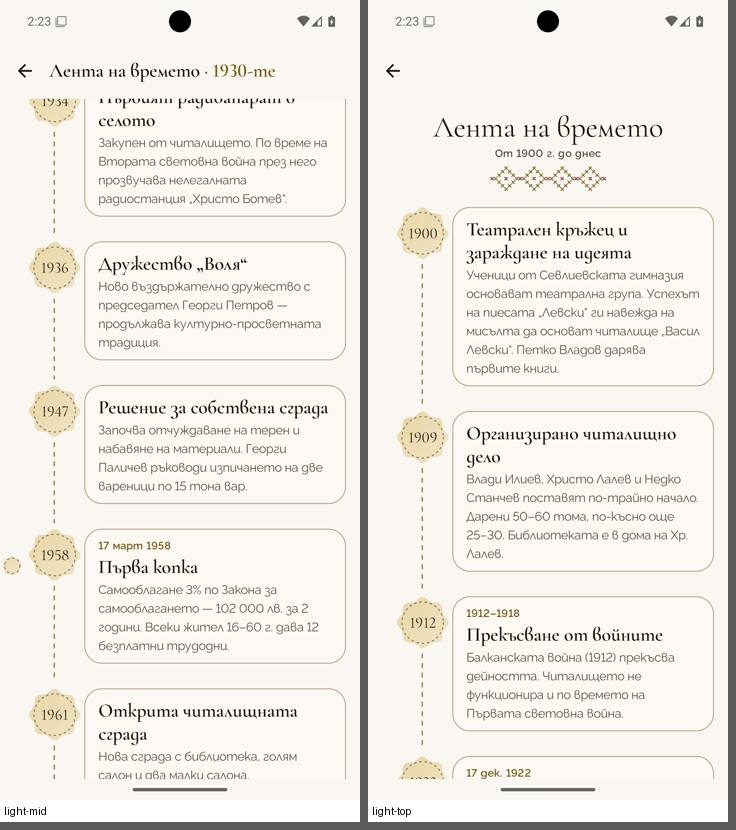 2:23
Лента на времето · 1930-те
1934
Първият радиоапарат в
селото
Закупен от читалището. По време на
Втората световна война през него
прозвучава нелегалната
радиостанция „Христо Ботев“.
1936
Дружество „Воля“
Ново въздържателно дружество с
председател Георги Петров —
продължава културно-просветната
традиция.
1947
Решение за собствена сграда
Започва отчуждаване на терен и
набавяне на материали. Георги
Паличев ръководи изпичането на две
вареници по 15 тона вар.
1958
17 март 1958
Първа копка
Самооблагане 3% по Закона за
самооблагането — 102 000 лв. за 2
години. Всеки жител 16–60 г. дава 12
безплатни трудодни.
1961
Открита читалищната
сграда
Нова сграда с библиотека, голям
салон и два малки салона.
light-mid
2:23
Лента на времето
От 1900 г. до днес
1900
Театрален кръжец и
зараждане на идеята
Ученици от Севлиевската гимназия
основават театрална група. Успехът
на пиесата „Левски“ ги навежда на
мисълта да основат читалище „Васил
Левски“. Петко Владов дарява
първите книги.
1909
Организирано читалищно
дело
Влади Илиев, Христо Лалев и Недко
Станчев поставят по-трайно начало.
Дарени 50–60 тома, по-късно още
25–30. Библиотеката е в дома на Хр.
Лалев.
1912
1912–1918
Прекъсване от войните
Балканската война (1912) прекъсва
дейността. Читалището не
функционира и по времето на
Първата световна война.
17 дек. 1922
light-top